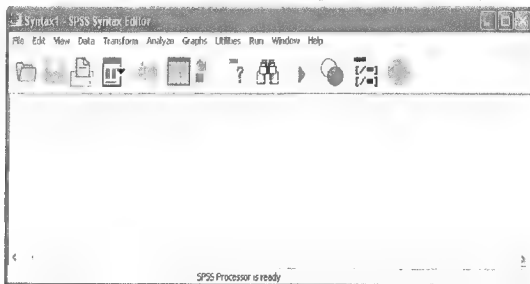 Syntax1 - SPSS Syntax Editor
File Edit View Data Transform Analyze Graphs Utilities Run Window Help
SPSS Processor is ready